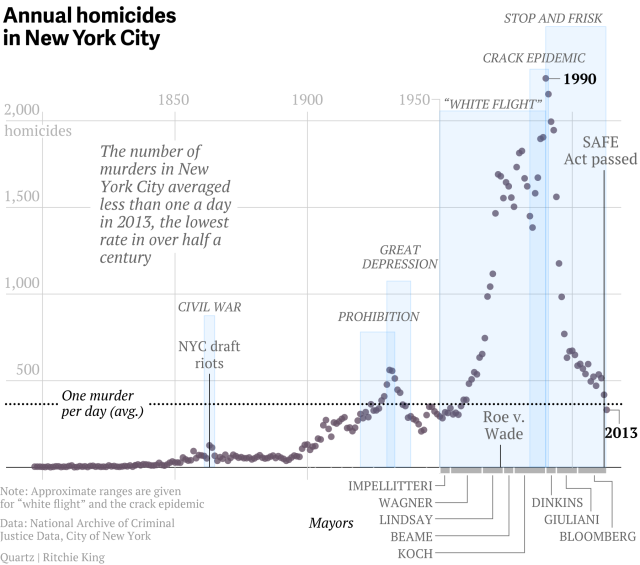 Annual homicides
in New York City
STOP AND FRISK
CRACK EPIDEMIC
1990
1850
1900
1950
"WHITE FLIGHT"
2,000
homicides
SAFE
Act passed
The number of
murders in New
York City averaged
less than one a day
in 2013, the lowest
rate in over half a
century
1,500
GREAT
DEPRESSION
1,000
CIVIL WAR
PROHIBITION
NYC draft
riots
500
One murder
per day (avg.)
Roe v.
Wade
2013
Note: Approximate ranges are given
for "white flight" and the crack epidemic
Data: National Archive of Criminal
Justice Data, City of New York
Quartz | Ritchie King
Mayors
IMPELLITTERI
WAGNER
LINDSAY
BEAME
KOCH
DINKINS
GIULIANI
BLOOMBERG